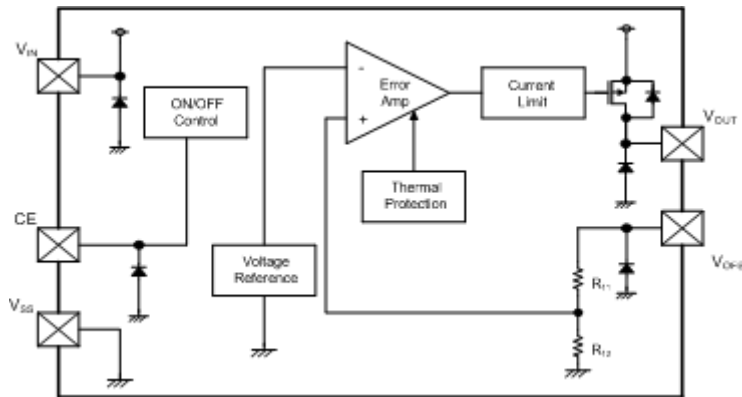 VIN
ON/OFF
Control
-
Error
Amp
+
Current
Limit
VOUT
Thermal
Protection
CE
Voltage
Reference
VOFB
Rf1
Rf2
VSS